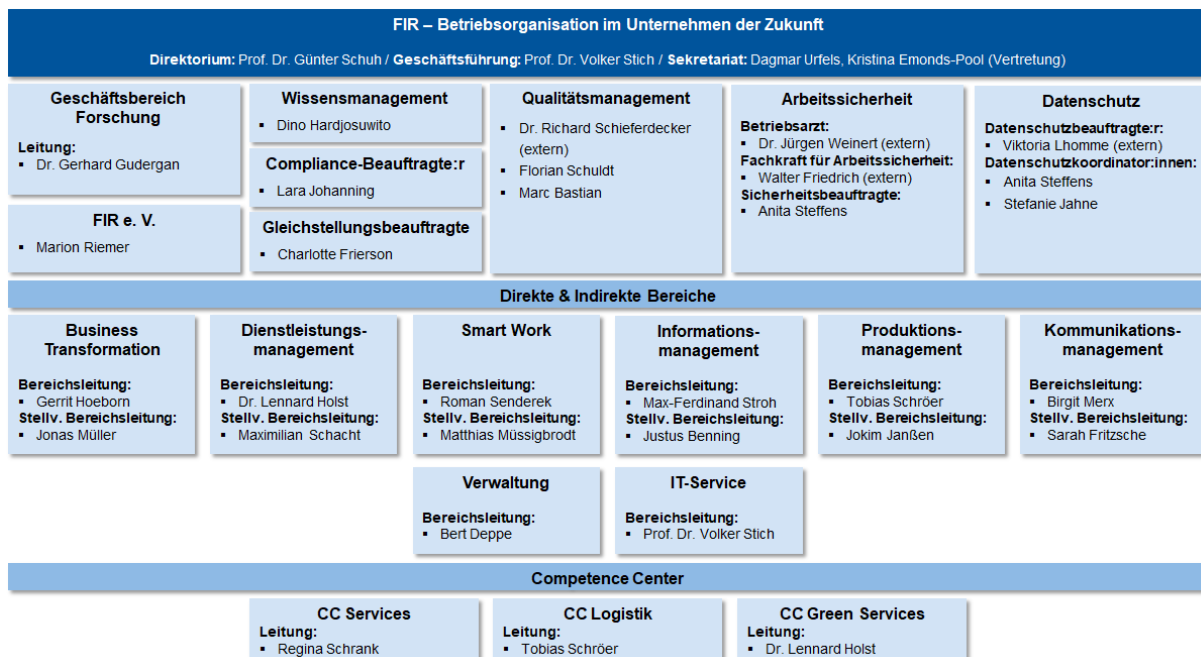 FIR – Betriebsorganisation im Unternehmen der Zukunft
Direktorium: Prof. Dr. Günter Schuh / Geschäftsführung: Prof. Dr. Volker Stich / Sekretariat: Dagmar Urfels, Kristina Emonds-Pool (Vertretung)
Geschäftsbereich
Forschung
Leitung:
▪ Dr. Gerhard Gudergan
FIR e. V.
▪ Marion Riemer
Wissensmanagement
▪ Dino Hardjosuwito
Compliance-Beauftragte:r
▪ Lara Johanning
Gleichstellungsbeauftragte
▪ Charlotte Frierson
Qualitätsmanagement
▪ Dr. Richard Schieferdecker
(extern)
▪ Florian Schuldt
▪ Marc Bastian
Arbeitssicherheit
Betriebsarzt:
▪ Dr. Jürgen Weinert (extern)
Fachkraft für Arbeitssicherheit:
▪ Walter Friedrich (extern)
Sicherheitsbeauftragte:
▪ Anita Steffens
Datenschutz
Datenschutzbeauftragte:r:
▪ Viktoria Lhomme (extern)
Datenschutzkoordinator:innen:
▪ Anita Steffens
▪ Stefanie Jahne
Direkte & Indirekte Bereiche
Business
Transformation
Bereichsleitung:
▪ Gerrit Hoeborn
Stellv. Bereichsleitung:
▪ Jonas Müller
Dienstleistungs-
management
Bereichsleitung:
▪ Dr. Lennard Holst
Stellv. Bereichsleitung:
▪ Maximilian Schacht
Smart Work
Bereichsleitung:
▪ Roman Senderek
Stellv. Bereichsleitung:
▪ Matthias Müssigbrodt
Informations-
management
Bereichsleitung:
▪ Max-Ferdinand Stroh
Stellv. Bereichsleitung:
▪ Justus Benning
Produktions-
management
Bereichsleitung:
▪ Tobias Schröer
Stellv. Bereichsleitung:
▪ Jokim Janßen
Kommunikations-
management
Bereichsleitung:
▪ Birgit Merx
Stellv. Bereichsleitung:
▪ Sarah Fritzsche
Verwaltung
Bereichsleitung:
▪ Bert Deppe
IT-Service
Bereichsleitung:
▪ Prof. Dr. Volker Stich
Competence Center
CC Services
Leitung:
▪ Regina Schrank
CC Logistik
Leitung:
▪ Tobias Schröer
CC Green Services
Leitung:
▪ Dr. Lennard Holst